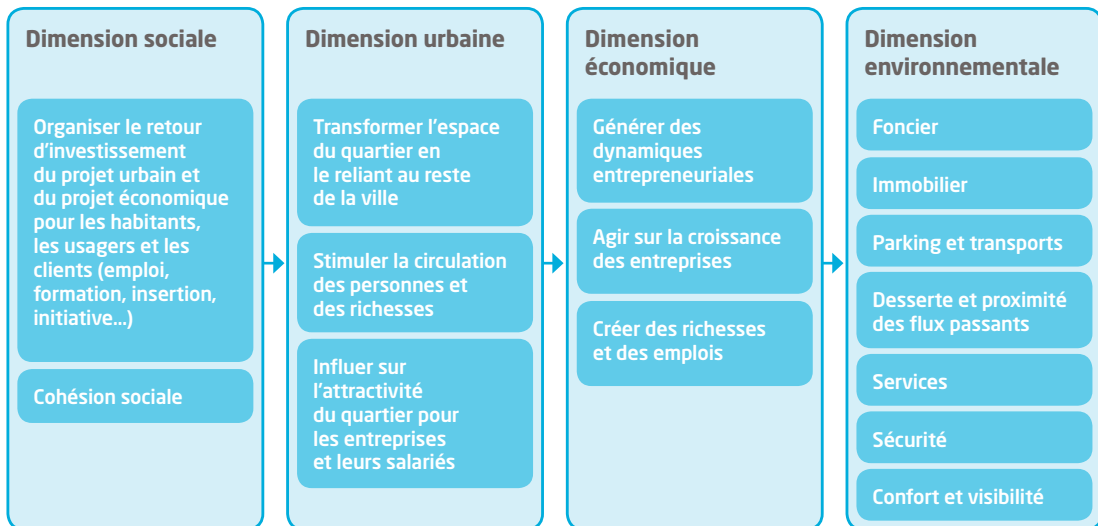 Dimension sociale
Organiser le retour
d’investissement
du projet urbain et
du projet économique
pour les habitants,
les usagers et les
clients (emploi,
formation, insertion,
initiative…)
Cohésion sociale
Dimension urbaine
Transformer l’espace
du quartier en
le reliant au reste
de la ville
Stimuler la circulation
des personnes et
des richesses
Influer sur
l’attractivité
du quartier pour
les entreprises
et leurs salariés
Dimension
économique
Générer des
dynamiques
entrepreneuriales
Agir sur la croissance
des entreprises
Créer des richesses
et des emplois
Dimension
environnementale
Foncier
Immobilier
Parking et transports
Desserte et proximité
des flux passants
Services
Sécurité
Confort et visibilité